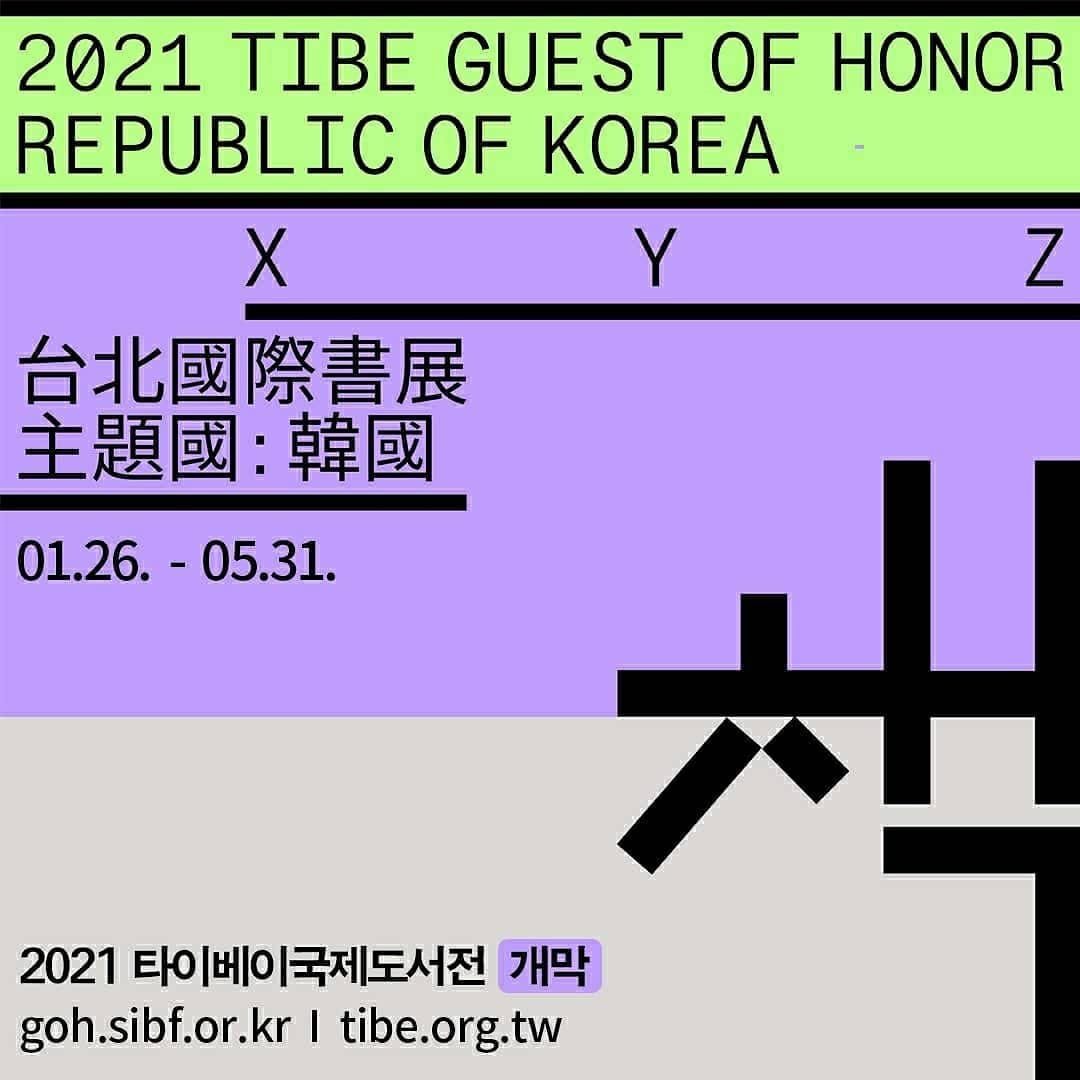 2021 TIBE GUEST OF HONOR
REPUBLIC OF KOREA
X Y Z
台北國際書展
主題國:韓國
01.26. - 05.31.
책
2021 타이베이국제도서전 개막
goh.sibf.or.kr I tibe.org.tw